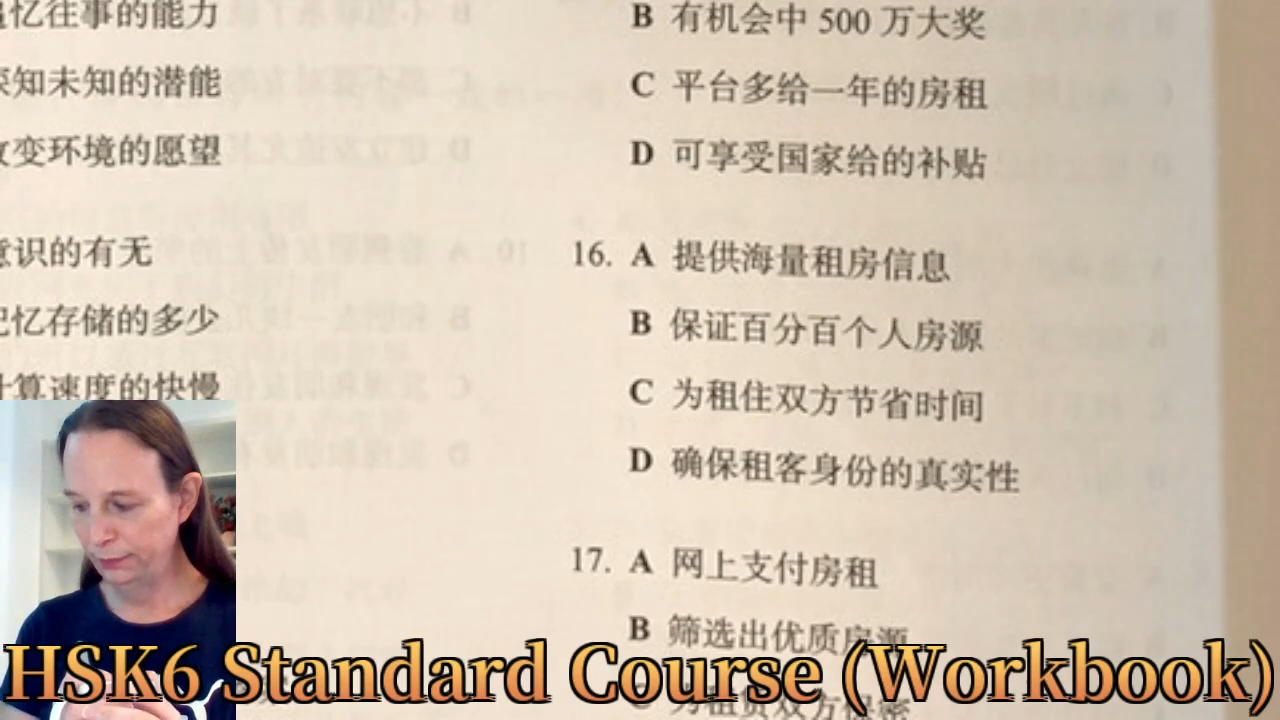 忆往事的能力
知未知的潜能
变环境的愿望
识的有无
忆存储的多少
算速度的快慢
B 有机会中 500 万大奖
C 平台多给一年的房租
D 可享受国家给的补贴
16. A 提供海量租房信息
B 保证百分百个人房源
C 为租住双方节省时间
D 确保租客身份的真实性
17. A 网上支付房租
B 筛选出优质房源
HSK6 Standard Course (Workbook)